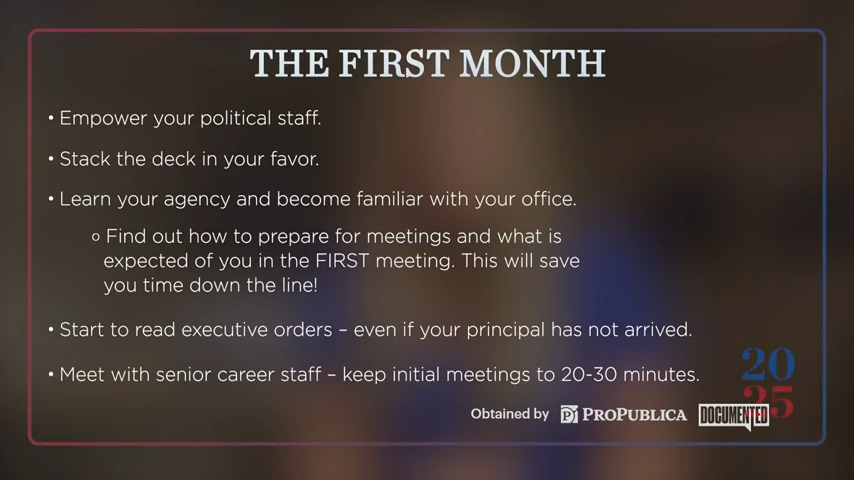 THE FIRST MONTH
• Empower your political staff.
• Stack the deck in your favor.
• Learn your agency and become familiar with your office.
o Find out how to prepare for meetings and what is
expected of you in the FIRST meeting. This will save
you time down the line!
• Start to read executive orders – even if your principal has not arrived.
• Meet with senior career staff – keep initial meetings to 20-30 minutes.
20
25
Obtained by PROPUBLICA DOCUMENTED